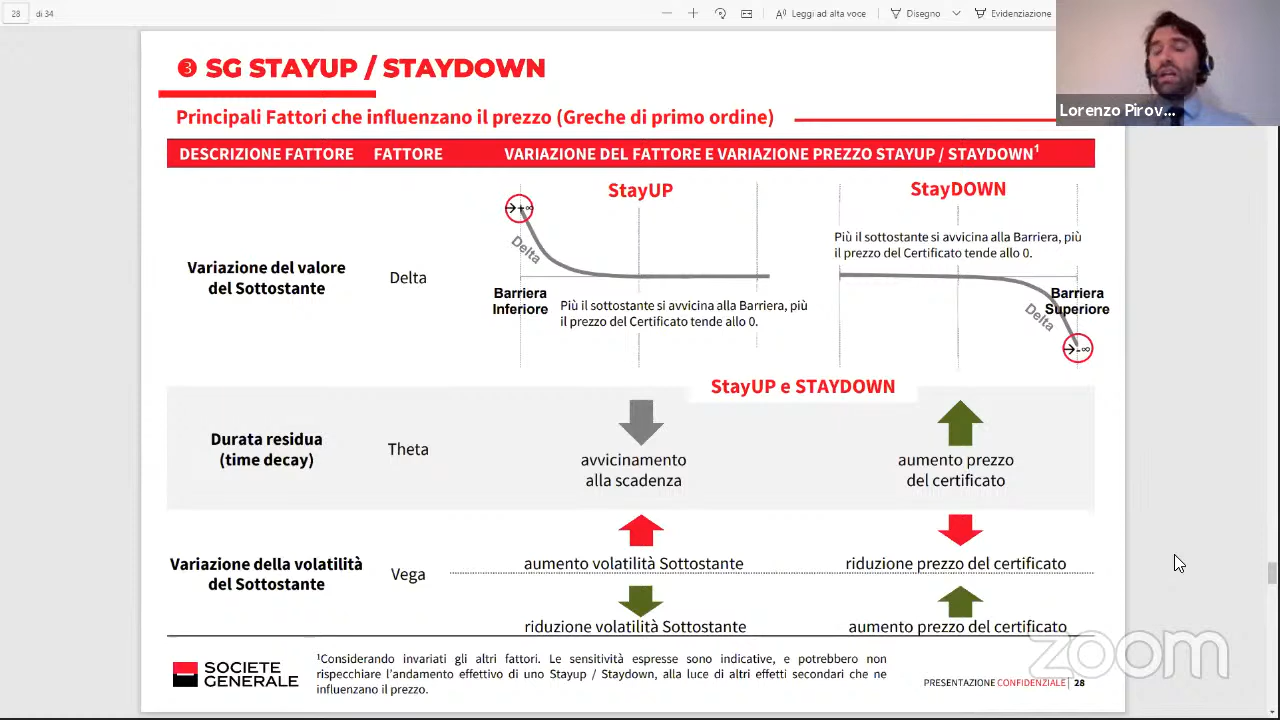 28 di 34
Leggi ad alta voce
Disegno
Evidenziazione
Lorenzo Pirov...
❸ SG STAYUP / STAYDOWN
Principali Fattori che influenzano il prezzo (Greche di primo ordine)
DESCRIZIONE FATTORE FATTORE VARIAZIONE DEL FATTORE E VARIAZIONE PREZZO STAYUP / STAYDOWN¹
StayUP
StayDOWN
→+∞
Delta
Più il sottostante si avvicina alla Barriera, più
il prezzo del Certificato tende allo 0.
Variazione del valore
del Sottostante
Delta
Barriera
Inferiore
Più il sottostante si avvicina alla Barriera, più
il prezzo del Certificato tende allo 0.
Barriera
Superiore
Delta
→-∞
StayUP e STAYDOWN
Durata residua
(time decay)
Theta
avvicinamento
alla scadenza
aumento prezzo
del certificato
Variazione della volatilità
del Sottostante
Vega
aumento volatilità Sottostante
riduzione prezzo del certificato
riduzione volatilità Sottostante
aumento prezzo del certificato
zoom
SOCIETE
GENERALE
¹Considerando invariati gli altri fattori. Le sensitività espresse sono indicative, e potrebbero non
rispecchiare l'andamento effettivo di uno Stayup / Staydown, alla luce di altri effetti secondari che ne
influenzano il prezzo.
PRESENTAZIONE CONFIDENZIALE | 28